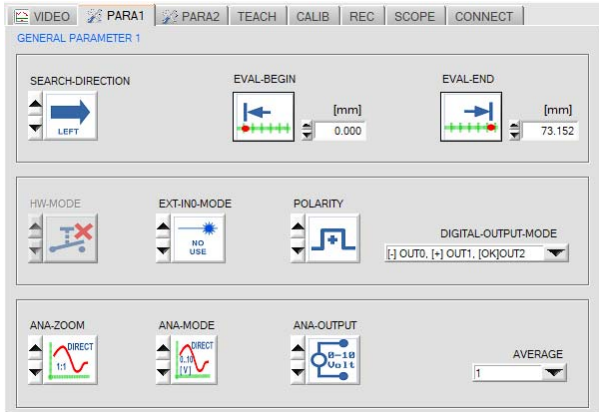 VIDEO PARA1 PARA2 TEACH CALIB REC SCOPE CONNECT
GENERAL PARAMETER 1
SEARCH-DIRECTION EVAL-BEGIN EVAL-END
LEFT
[mm]
0.000
[mm]
73.152
HW-MODE EXT-IN0-MODE POLARITY
NO
USE
DIGITAL-OUTPUT-MODE
[-] OUT0, [+] OUT1, [OK]OUT2
ANA-ZOOM ANA-MODE ANA-OUTPUT
DIRECT
1:1
DIRECT
0..10
[V]
0-10
Volt
AVERAGE
1